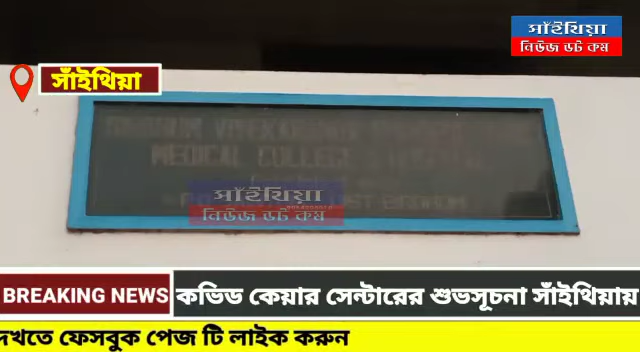 সাঁইথিয়া
নিউজ ডট কম
সাঁইথিয়া
MEDICAL COLLEGE
সাঁইথিয়া
নিউজ ডট কম
BREAKING NEWS কভিড কেয়ার সেন্টারের শুভসূচনা সাঁইথিয়ায়
দেখতে ফেসবুক পেজ টি লাইক করুন